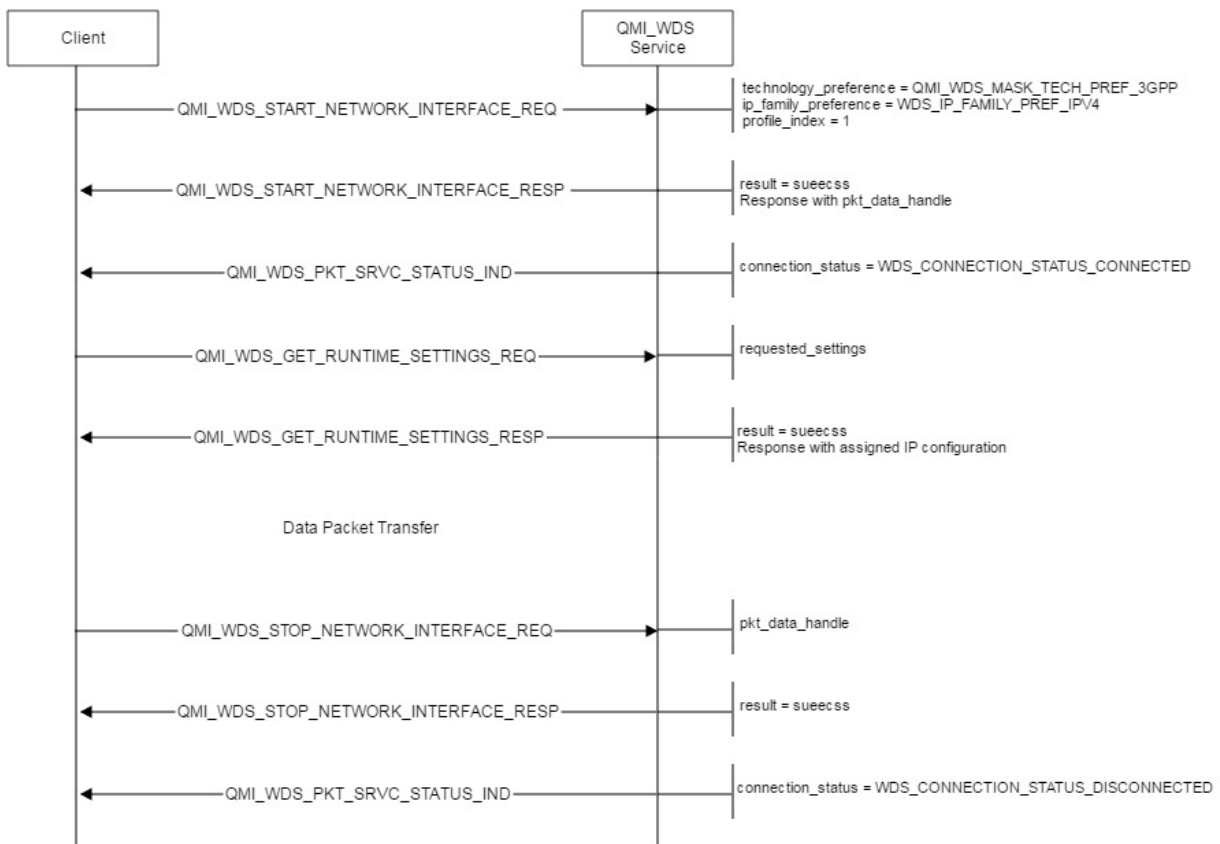 Client
QMI_WDS
Service
QMI_WDS_START_NETWORK_INTERFACE_REQ
technology_preference = QMI_WDS_MASK_TECH_PREF_3GPP
ip_family_preference = WDS_IP_FAMILY_PREF_IPV4
profile_index = 1
QMI_WDS_START_NETWORK_INTERFACE_RESP
result = sueecss
Response with pkt_data_handle
QMI_WDS_PKT_SRVC_STATUS_IND
connection_status = WDS_CONNECTION_STATUS_CONNECTED
QMI_WDS_GET_RUNTIME_SETTINGS_REQ
requested_settings
QMI_WDS_GET_RUNTIME_SETTINGS_RESP
result = sueecss
Response with assigned IP configuration
Data Packet Transfer
QMI_WDS_STOP_NETWORK_INTERFACE_REQ
pkt_data_handle
QMI_WDS_STOP_NETWORK_INTERFACE_RESP
result = sueecss
QMI_WDS_PKT_SRVC_STATUS_IND
connection_status = WDS_CONNECTION_STATUS_DISCONNECTED